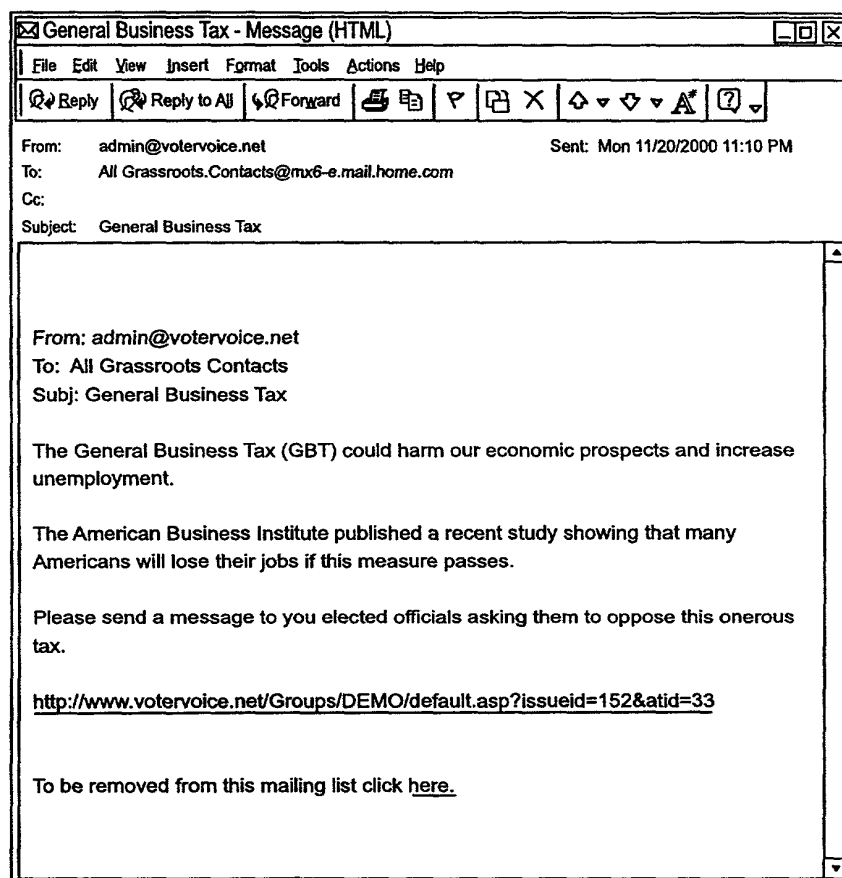 General Business Tax - Message (HTML)
File Edit View Insert Format Tools Actions Help
Reply Reply to All Forward
From: admin@votervoice.net Sent: Mon 11/20/2000 11:10 PM
To: All Grassroots.Contacts@mx6-e.mail.home.com
Cc:
Subject: General Business Tax
From: admin@votervoice.net
To: All Grassroots Contacts
Subj: General Business Tax
The General Business Tax (GBT) could harm our economic prospects and increase
unemployment.
The American Business Institute published a recent study showing that many
Americans will lose their jobs if this measure passes.
Please send a message to you elected officials asking them to oppose this onerous
tax.
http://www.votervoice.net/Groups/DEMO/default.asp?issueid=152&atid=33
To be removed from this mailing list click here.